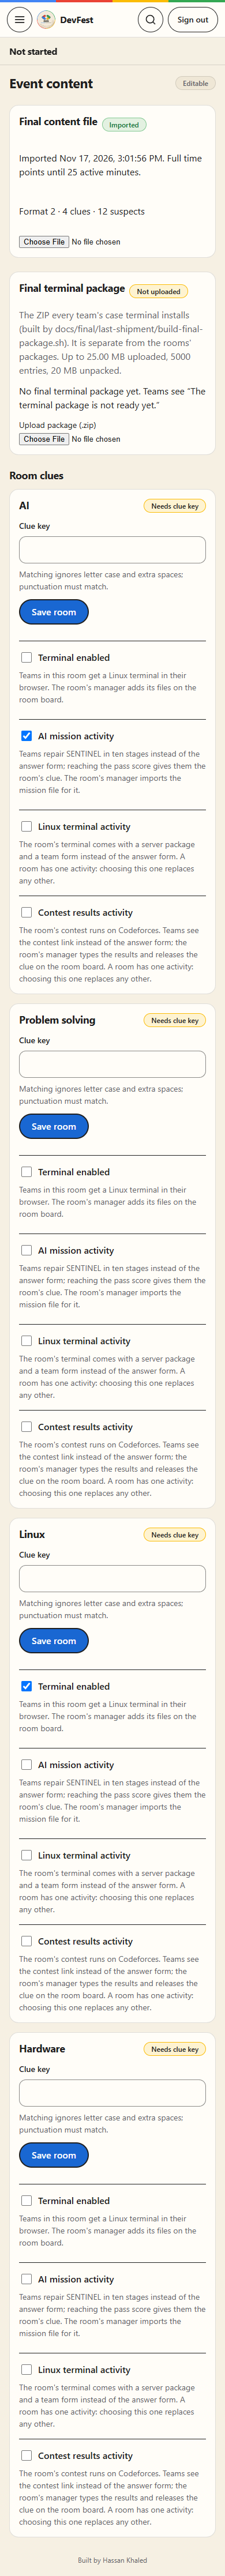 DevFest
Sign out
Not started
Event content
Editable
Final content file
Imported
Imported Nov 17, 2026, 3:01:56 PM. Full time
points until 25 active minutes.
Format 2 · 4 clues · 12 suspects
Choose File No file chosen
Final terminal package
Not uploaded
The ZIP every team's case terminal installs
(built by docs/final/last-shipment/build-final-
package.sh). It is separate from the rooms'
packages. Up to 25.00 MB uploaded, 5000
entries, 20 MB unpacked.
No final terminal package yet. Teams see “The
terminal package is not ready yet.”
Upload package (.zip)
Choose File No file chosen
Room clues
AI
Needs clue key
Clue key
Matching ignores letter case and extra spaces;
punctuation must match.
Save room
Terminal enabled
Teams in this room get a Linux terminal in their
browser. The room's manager adds its files on the
room board.
AI mission activity
Teams repair SENTINEL in ten stages instead of the
answer form; reaching the pass score gives them the
room's clue. The room's manager imports the
mission file for it.
Linux terminal activity
The room's terminal comes with a server package
and a team form instead of the answer form. A
room has one activity: choosing this one replaces
any other.
Contest results activity
The room's contest runs on Codeforces. Teams see
the contest link instead of the answer form; the
room's manager types the results and releases the
clue on the room board. A room has one activity:
choosing this one replaces any other.
Problem solving
Needs clue key
Clue key
Matching ignores letter case and extra spaces;
punctuation must match.
Save room
Terminal enabled
Teams in this room get a Linux terminal in their
browser. The room's manager adds its files on the
room board.
AI mission activity
Teams repair SENTINEL in ten stages instead of the
answer form; reaching the pass score gives them the
room's clue. The room's manager imports the
mission file for it.
Linux terminal activity
The room's terminal comes with a server package
and a team form instead of the answer form. A
room has one activity: choosing this one replaces
any other.
Contest results activity
The room's contest runs on Codeforces. Teams see
the contest link instead of the answer form; the
room's manager types the results and releases the
clue on the room board. A room has one activity:
choosing this one replaces any other.
Linux
Needs clue key
Clue key
Matching ignores letter case and extra spaces;
punctuation must match.
Save room
Terminal enabled
Teams in this room get a Linux terminal in their
browser. The room's manager adds its files on the
room board.
AI mission activity
Teams repair SENTINEL in ten stages instead of the
answer form; reaching the pass score gives them the
room's clue. The room's manager imports the
mission file for it.
Linux terminal activity
The room's terminal comes with a server package
and a team form instead of the answer form. A
room has one activity: choosing this one replaces
any other.
Contest results activity
The room's contest runs on Codeforces. Teams see
the contest link instead of the answer form; the
room's manager types the results and releases the
clue on the room board. A room has one activity:
choosing this one replaces any other.
Hardware
Needs clue key
Clue key
Matching ignores letter case and extra spaces;
punctuation must match.
Save room
Terminal enabled
Teams in this room get a Linux terminal in their
browser. The room's manager adds its files on the
room board.
AI mission activity
Teams repair SENTINEL in ten stages instead of the
answer form; reaching the pass score gives them the
room's clue. The room's manager imports the
mission file for it.
Linux terminal activity
The room's terminal comes with a server package
and a team form instead of the answer form. A
room has one activity: choosing this one replaces
any other.
Contest results activity
The room's contest runs on Codeforces. Teams see
the contest link instead of the answer form; the
room's manager types the results and releases the
clue on the room board. A room has one activity:
choosing this one replaces any other.
Built by Hassan Khaled